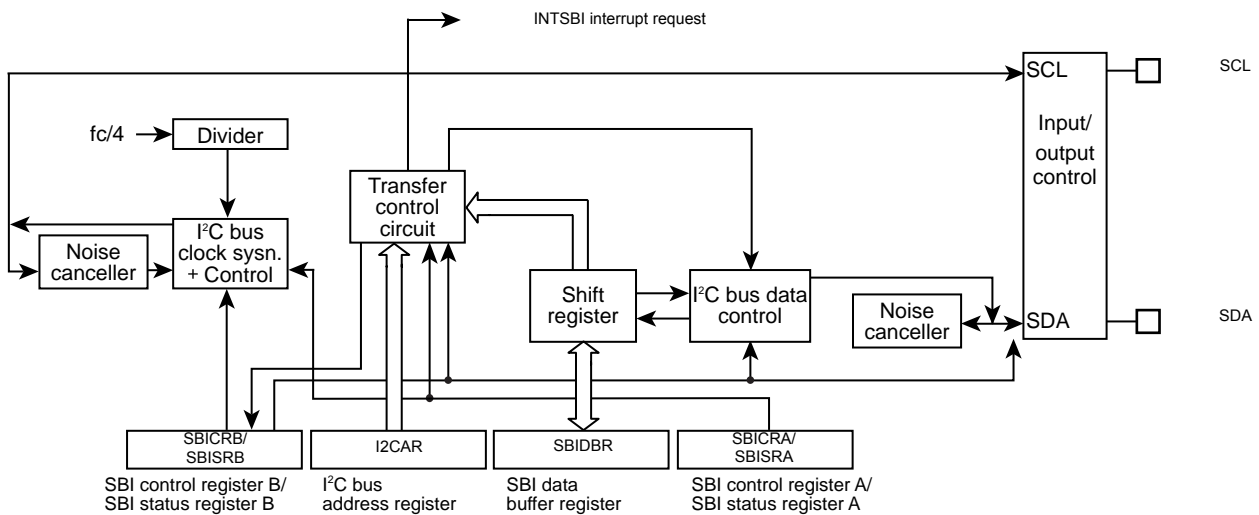 INTSBI interrupt request
SCL
SCL
fc/4
Divider
Input/
output
control
Transfer
control
circuit
I²C bus
clock sysn.
+ Control
Noise
canceller
Shift
register
I²C bus data
control
Noise
canceller
SDA
SDA
SBICRB/
SBISRB
I2CAR
SBIDBR
SBICRA/
SBISRA
SBI control register B/
SBI status register B
I²C bus
address register
SBI data
buffer register
SBI control register A/
SBI status register A